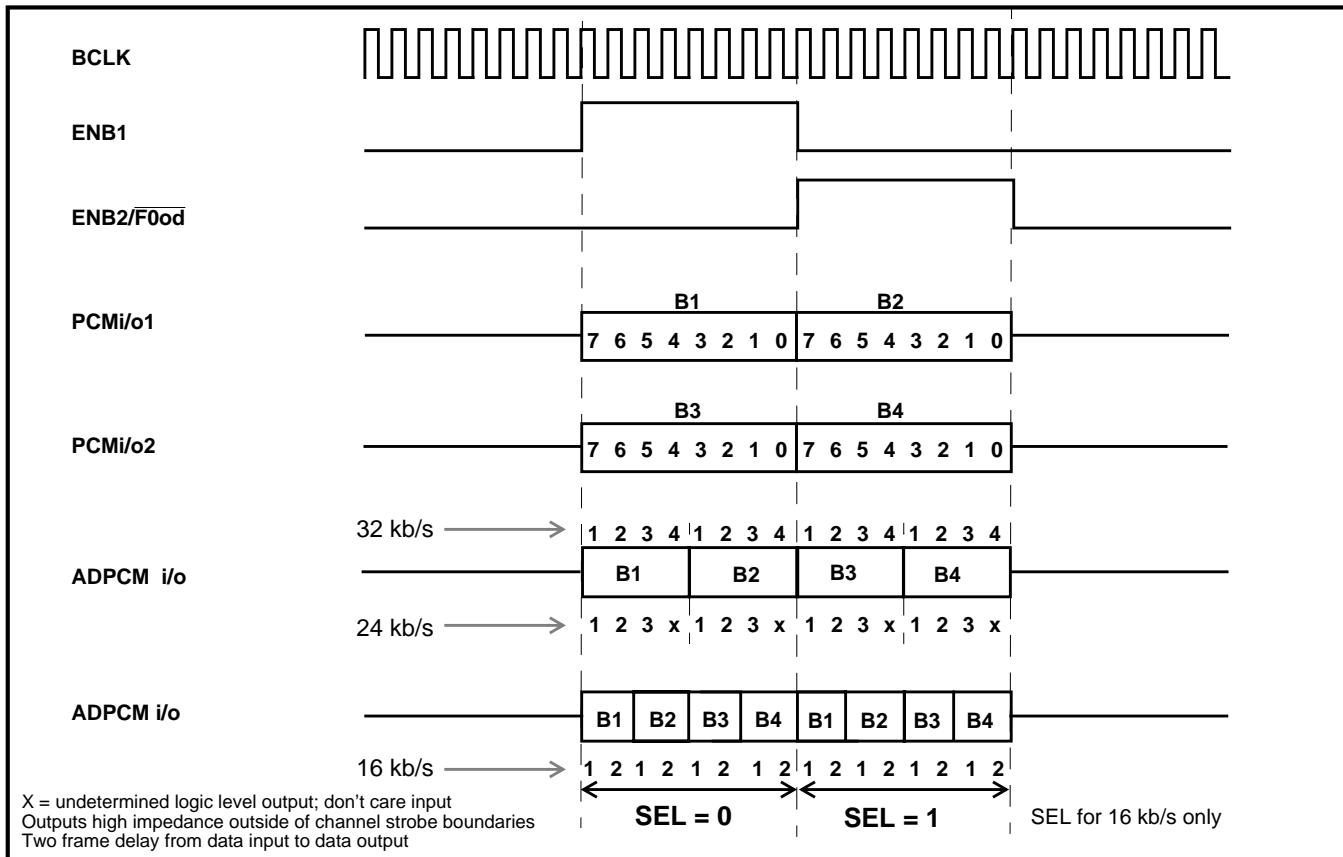 BCLK
ENB1
ENB2/F0od
B1 B2
PCMi/o1
7 6 5 4 3 2 1 0 7 6 5 4 3 2 1 0
B3 B4
PCMi/o2
7 6 5 4 3 2 1 0 7 6 5 4 3 2 1 0
32 kb/s 1 2 3 4 1 2 3 4 1 2 3 4 1 2 3 4
ADPCM i/o B1 B2 B3 B4
24 kb/s 1 2 3 x 1 2 3 x 1 2 3 x 1 2 3 x
ADPCM i/o B1 B2 B3 B4 B1 B2 B3 B4
16 kb/s 1 2 1 2 1 2 1 2 1 2 1 2 1 2 1 2
X = undetermined logic level output; don't care input
Outputs high impedance outside of channel strobe boundaries
Two frame delay from data input to data output
SEL = 0 SEL = 1 SEL for 16 kb/s only